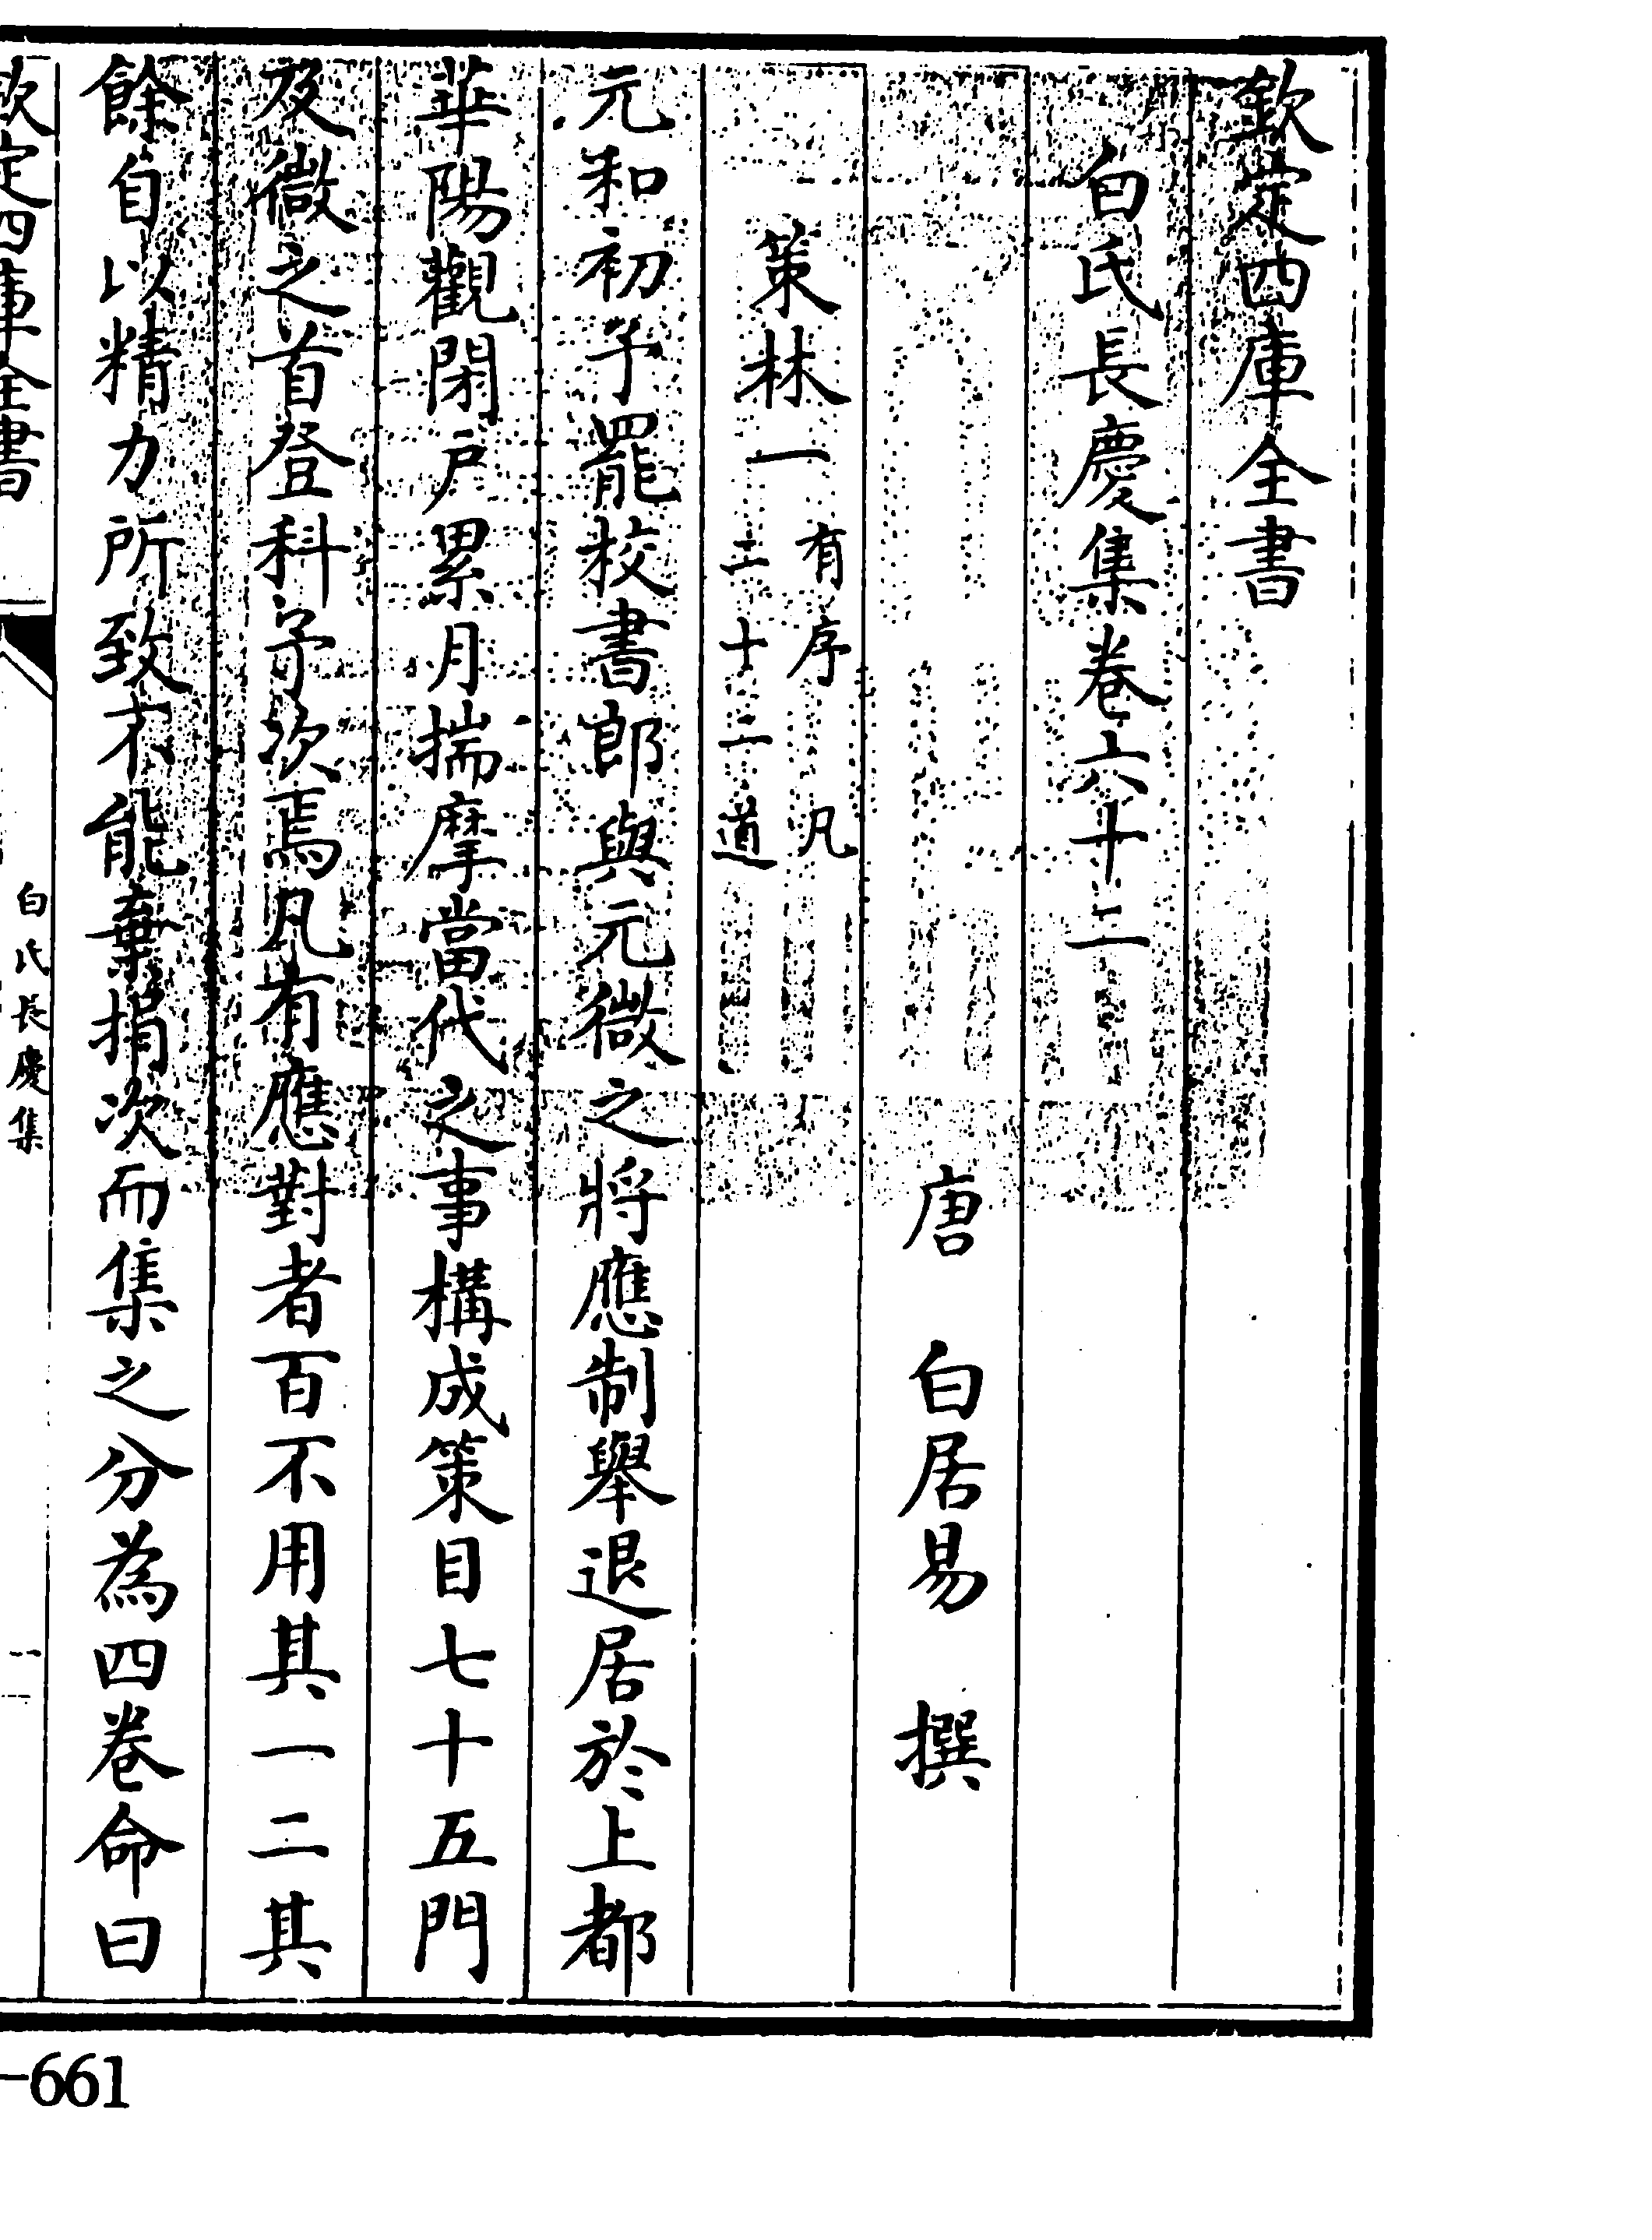 欽定四庫全書
白氏長慶集卷六十二
唐 白居易 撰
策林一 有序 凡二十二道
元和初予罷校書郎與元微之將應制舉退居於上都
華陽觀閉戶累月揣摩當代之事構成策目七十五門
及微之首登科予次焉凡有應對者百不用其一二其
餘自以精力所致不能棄捐次而集之分為四卷命曰
欽定四庫全書
白氏長慶集
-661